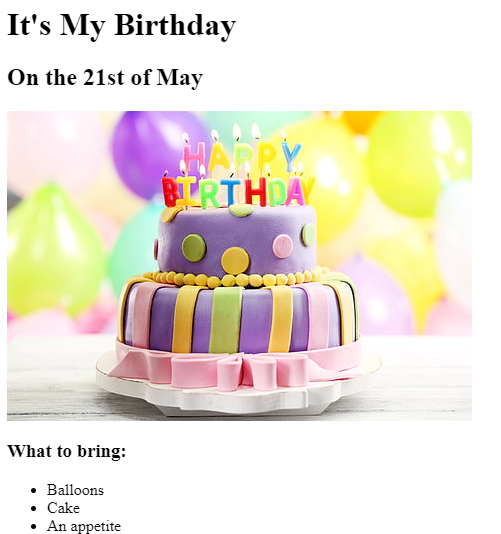 It's My Birthday
On the 21st of May
HAPPY
BIRTHDAY
What to bring:
Balloons
Cake
An appetite